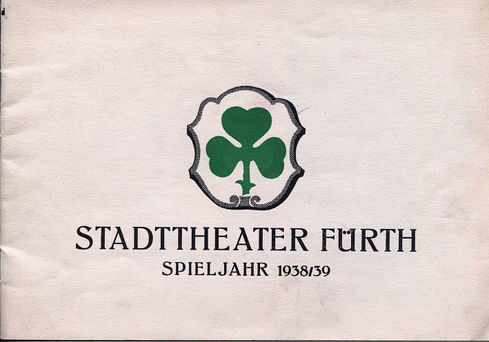 STADTTHEATER FÜRTH
SPIELJAHR 1938/39